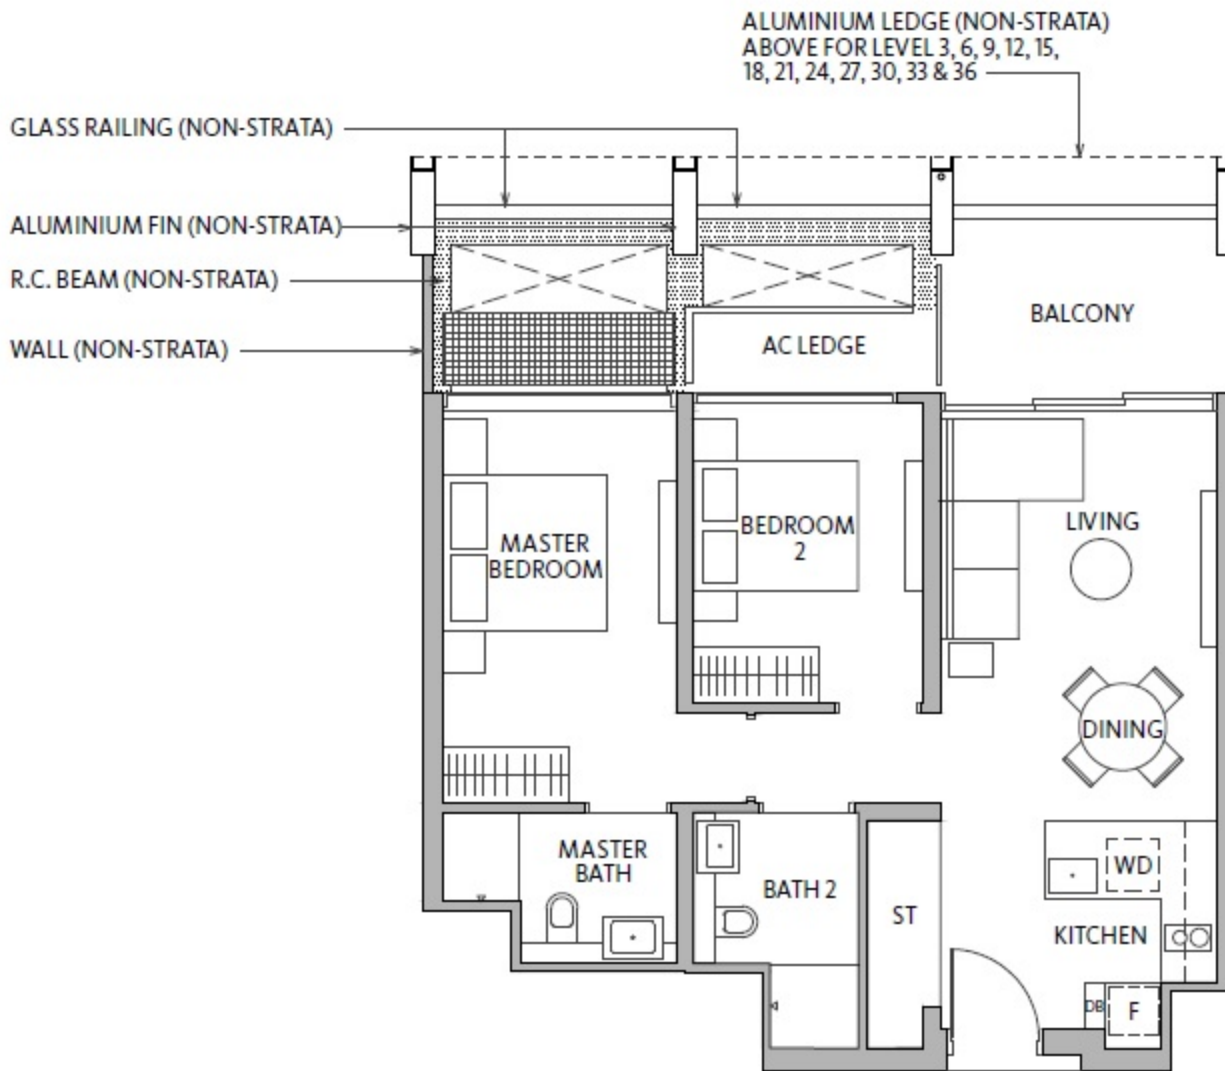 ALUMINIUM LEDGE (NON-STRATA)
ABOVE FOR LEVEL 3, 6, 9, 12, 15,
18, 21, 24, 27, 30, 33 & 36
GLASS RAILING (NON-STRATA)
ALUMINIUM FIN (NON-STRATA)
R.C. BEAM (NON-STRATA)
WALL (NON-STRATA)
BALCONY
AC LEDGE
MASTER
BEDROOM
BEDROOM
2
LIVING
DINING
MASTER
BATH
BATH 2
ST
WD
KITCHEN
DB
F